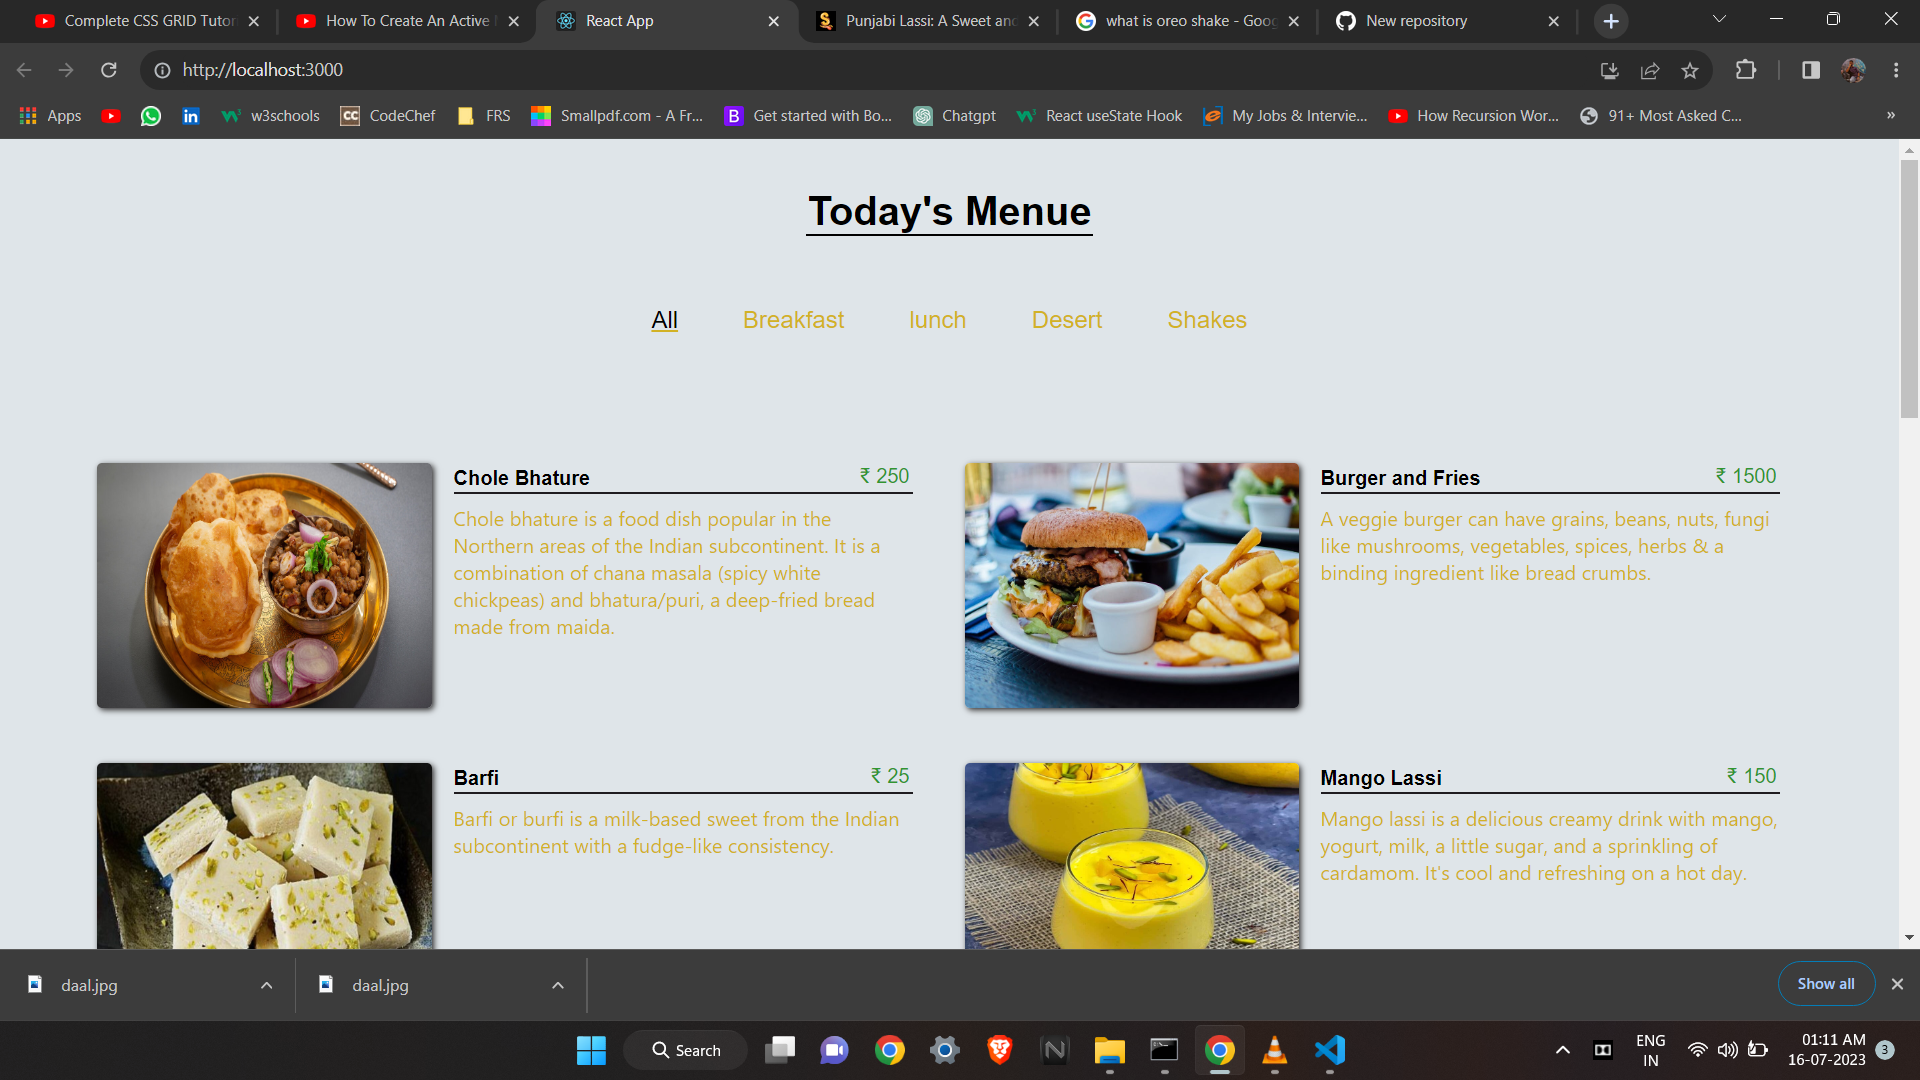 Complete CSS GRID Tutor
How To Create An Active
React App
Punjabi Lassi: A Sweet and
what is oreo shake - Goog
New repository
http://localhost:3000
Apps
w3schools
CodeChef
FRS
Smallpdf.com - A Fr...
Get started with Bo...
Chatgpt
React useState Hook
My Jobs & Intervie...
How Recursion Wor...
91+ Most Asked C...
»
Today's Menue
All
Breakfast
lunch
Desert
Shakes
Chole Bhature
₹ 250
Chole bhature is a food dish popular in the
Northern areas of the Indian subcontinent. It is a
combination of chana masala (spicy white
chickpeas) and bhatura/puri, a deep-fried bread
made from maida.
Burger and Fries
₹ 1500
A veggie burger can have grains, beans, nuts, fungi
like mushrooms, vegetables, spices, herbs & a
binding ingredient like bread crumbs.
Barfi
₹ 25
Barfi or burfi is a milk-based sweet from the Indian
subcontinent with a fudge-like consistency.
Mango Lassi
₹ 150
Mango lassi is a delicious creamy drink with mango,
yogurt, milk, a little sugar, and a sprinkling of
cardamom. It's cool and refreshing on a hot day.
daal.jpg
daal.jpg
Show all
Search
ENG
IN
01:11 AM
16-07-2023
3